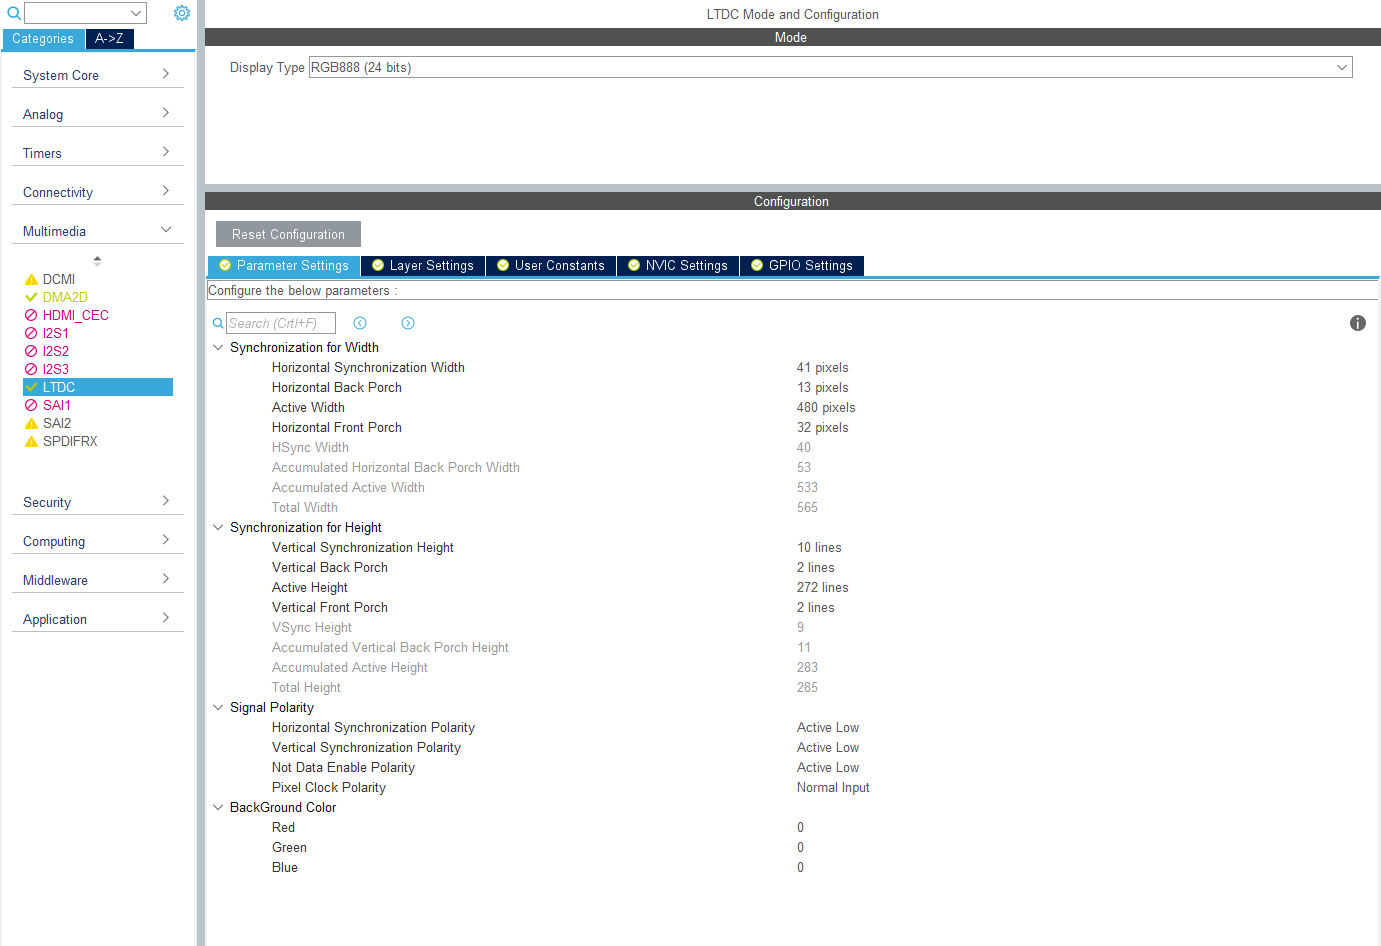 LTDC Mode and Configuration
Categories A->Z
Mode
Display Type RGB888 (24 bits)
System Core
Analog
Timers
Connectivity
Multimedia
DCMI
DMA2D
HDMI_CEC
I2S1
I2S2
I2S3
LTDC
SAI1
SAI2
SPDIFRX
Security
Computing
Middleware
Application
Configuration
Reset Configuration
Parameter Settings Layer Settings User Constants NVIC Settings GPIO Settings
Configure the below parameters :
Search (Crtl+F)
Synchronization for Width
Horizontal Synchronization Width 41 pixels
Horizontal Back Porch 13 pixels
Active Width 480 pixels
Horizontal Front Porch 32 pixels
HSync Width 40
Accumulated Horizontal Back Porch Width 53
Accumulated Active Width 533
Total Width 565
Synchronization for Height
Vertical Synchronization Height 10 lines
Vertical Back Porch 2 lines
Active Height 272 lines
Vertical Front Porch 2 lines
VSync Height 9
Accumulated Vertical Back Porch Height 11
Accumulated Active Height 283
Total Height 285
Signal Polarity
Horizontal Synchronization Polarity Active Low
Vertical Synchronization Polarity Active Low
Not Data Enable Polarity Active Low
Pixel Clock Polarity Normal Input
BackGround Color
Red 0
Green 0
Blue 0